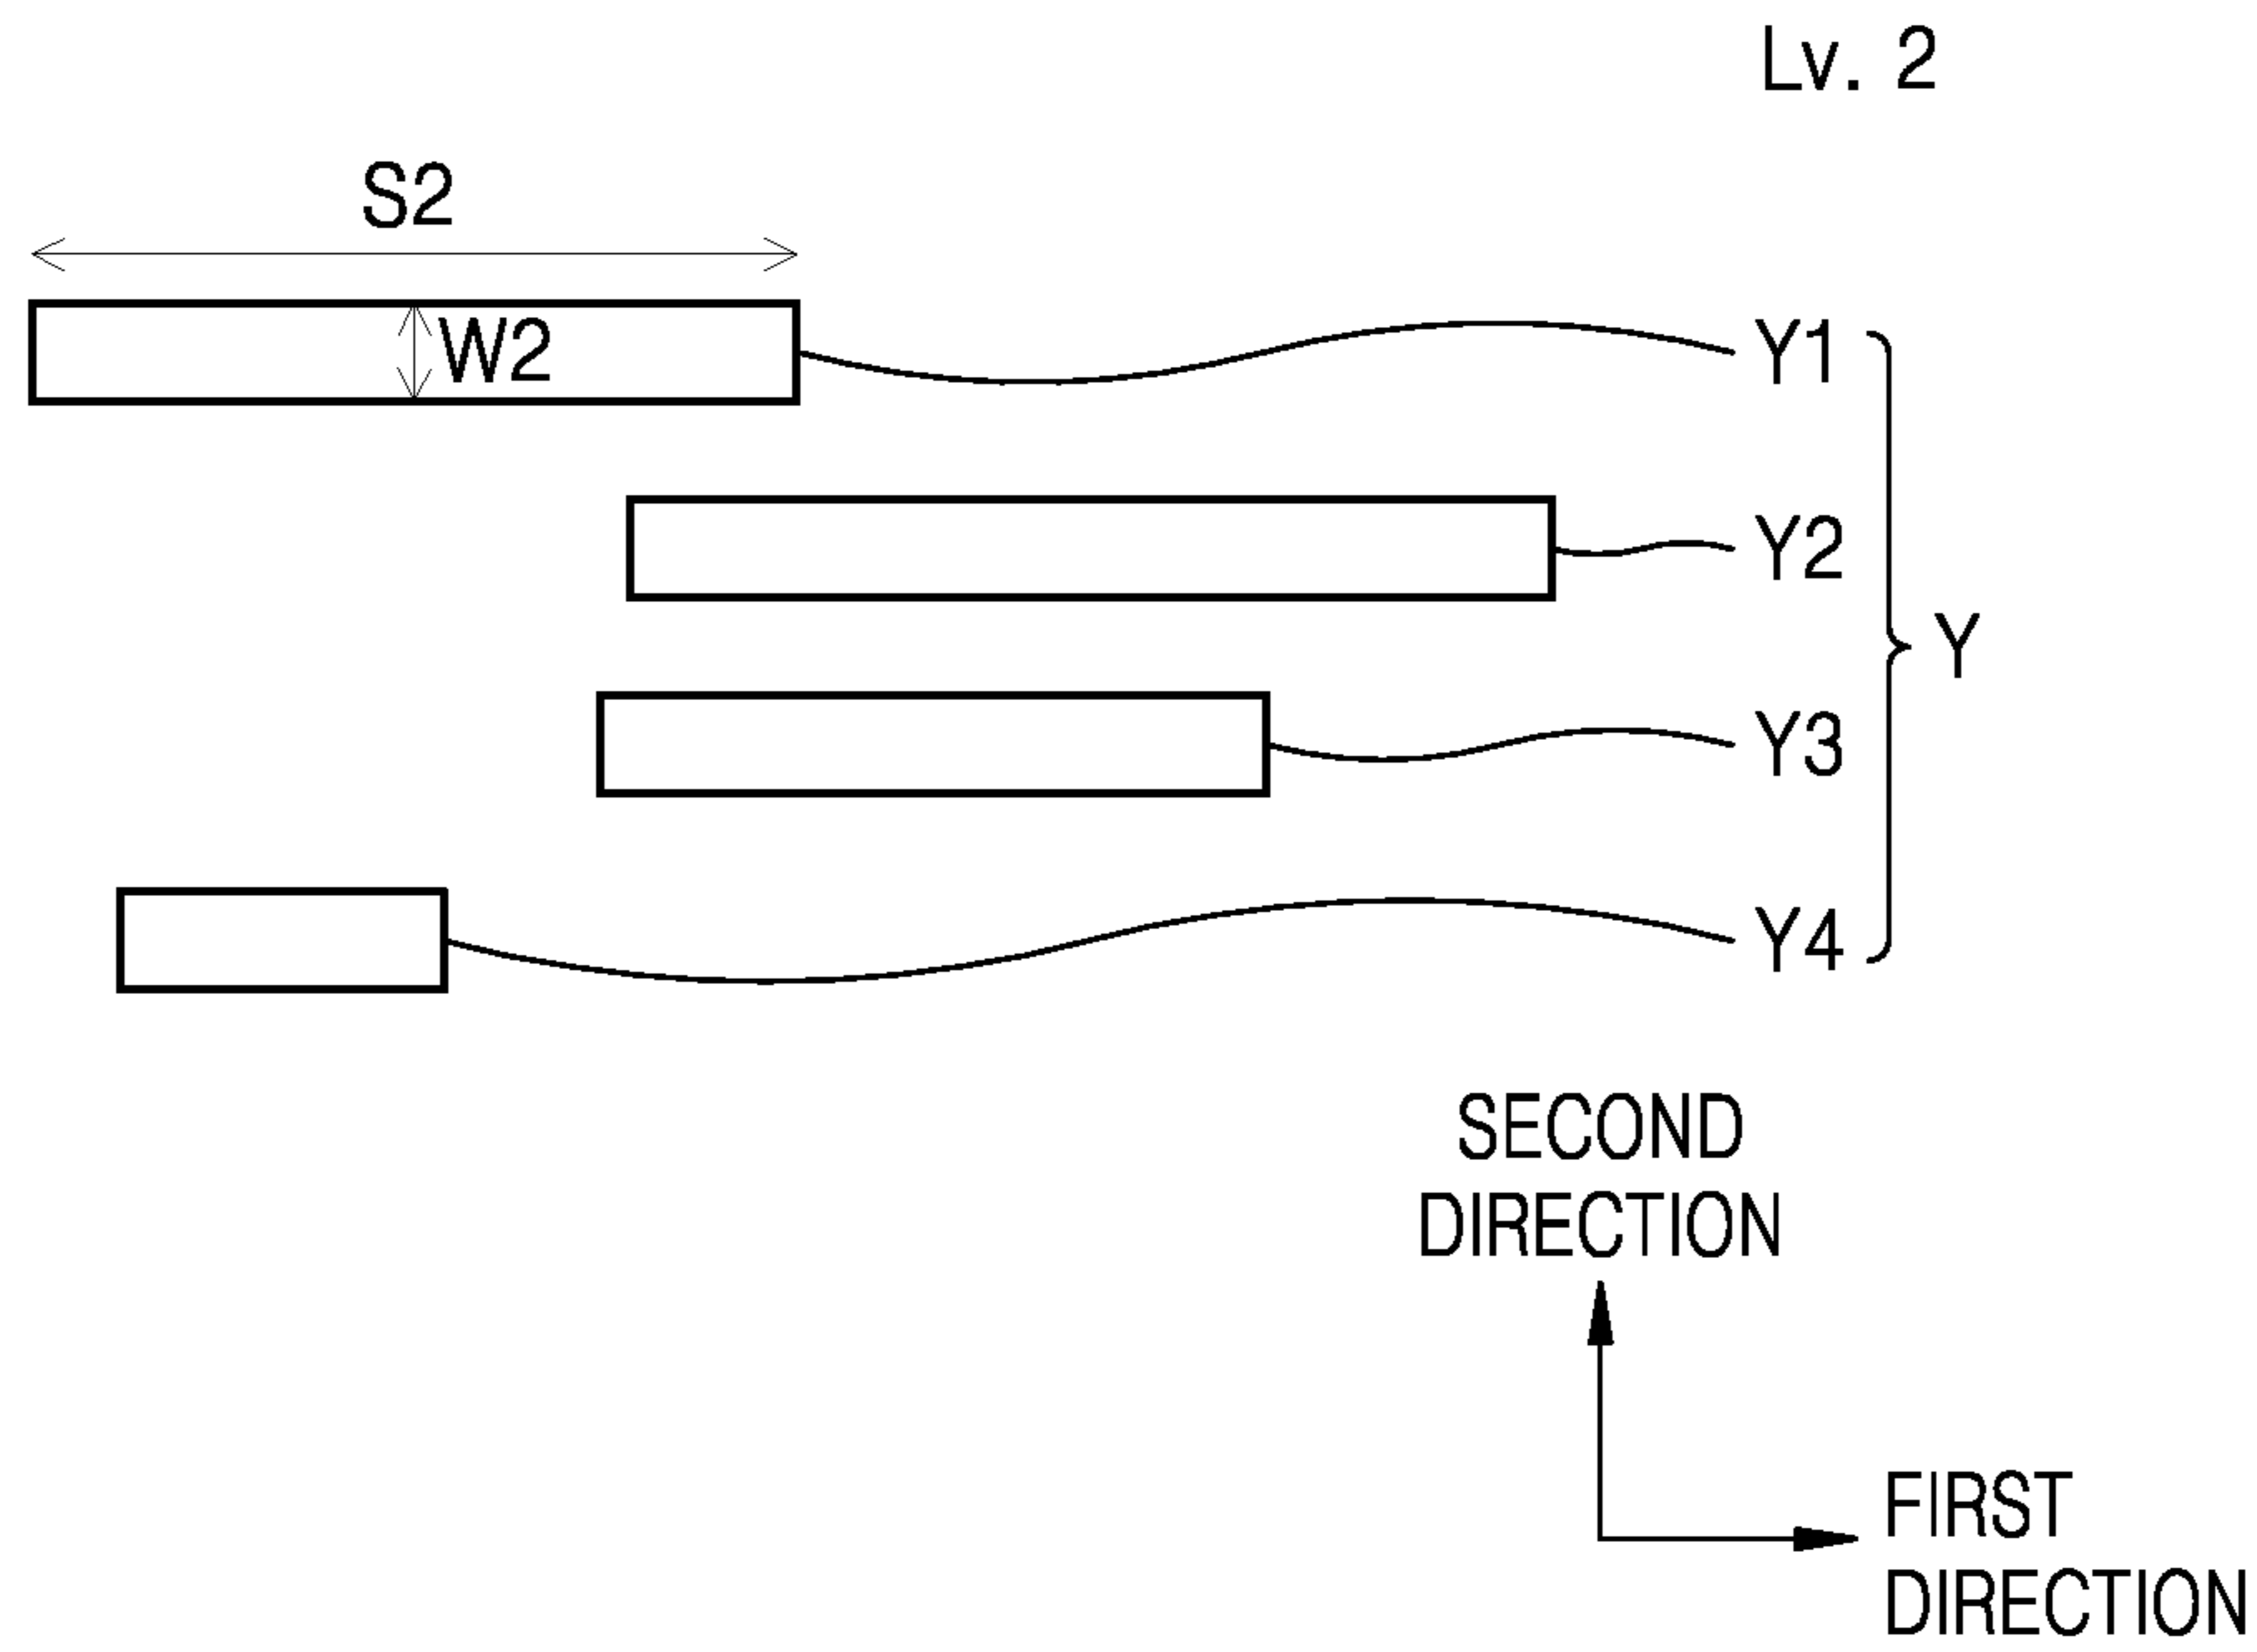 Lv. 2
S2
W2
Y1
Y2
Y
Y3
Y4
SECOND
DIRECTION
FIRST
DIRECTION